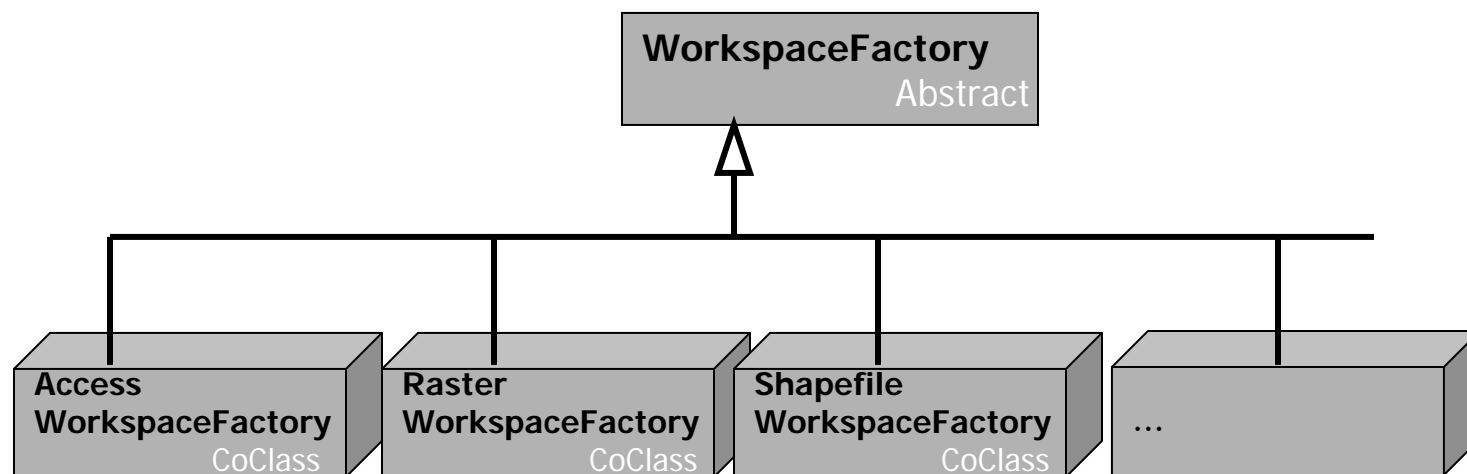 WorkspaceFactory
Abstract
Access
WorkspaceFactory
CoClass
Raster
WorkspaceFactory
CoClass
Shapefile
WorkspaceFactory
CoClass
...